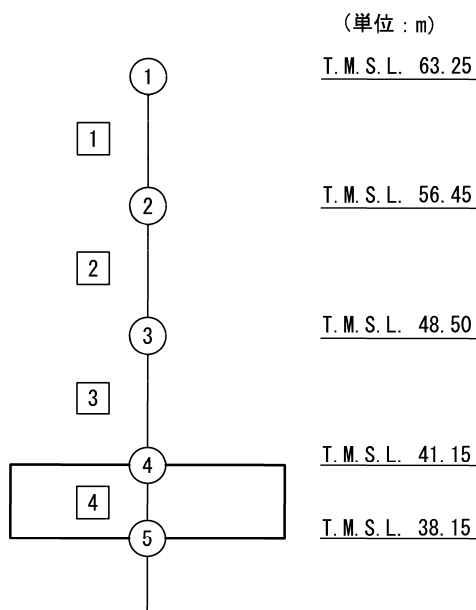 （単位：m）
① T.M.S.L. 63.25
1
② T.M.S.L. 56.45
2
③ T.M.S.L. 48.50
3
④ T.M.S.L. 41.15
4
⑤ T.M.S.L. 38.15